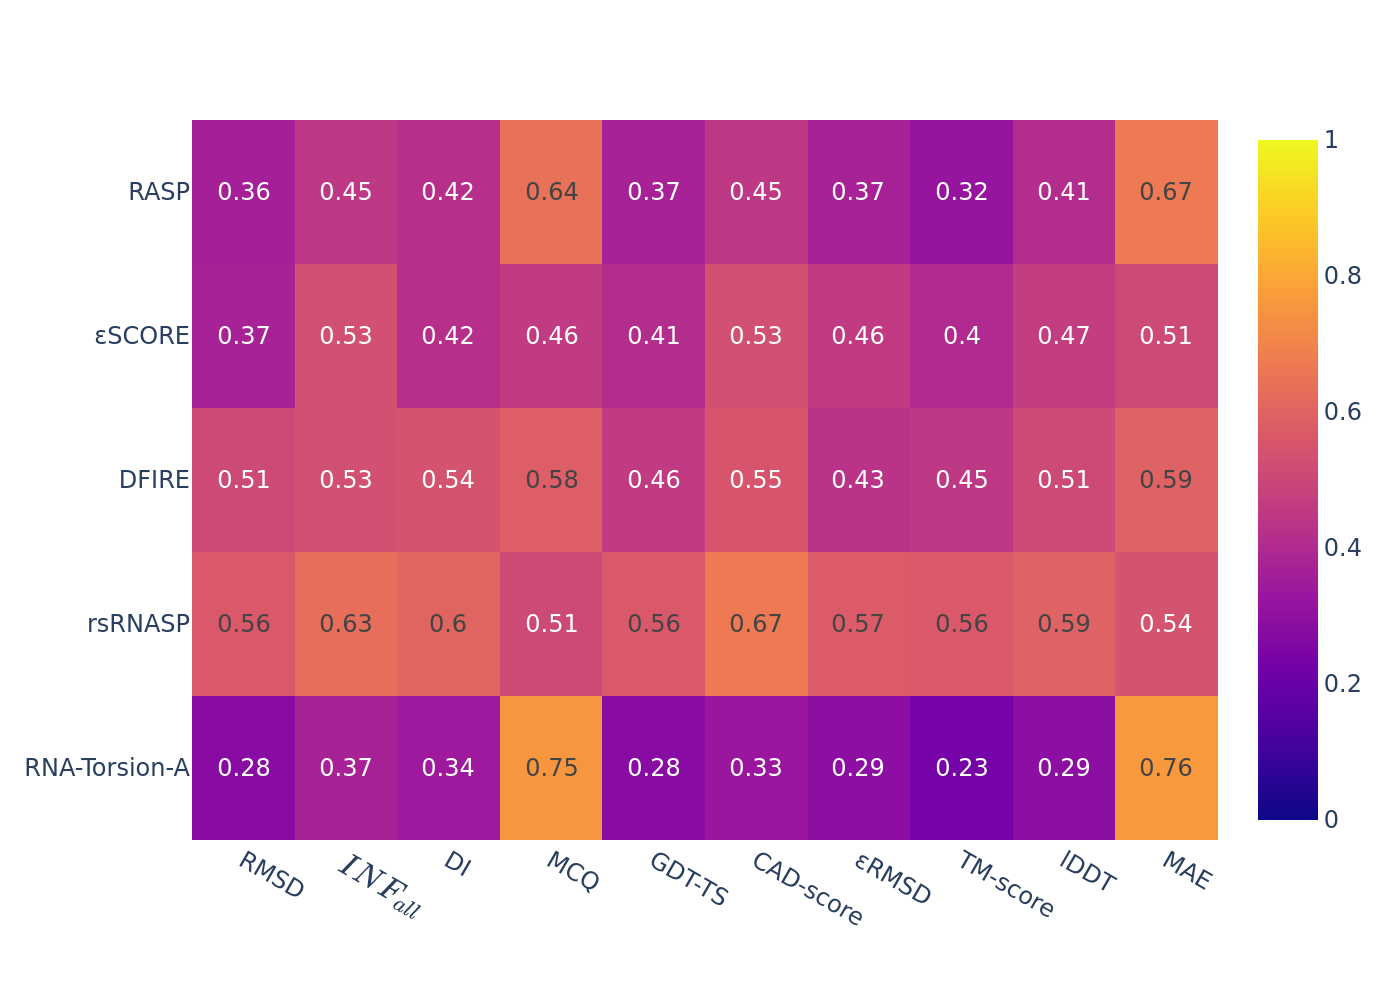 RASP 0.36 0.45 0.42 0.64 0.37 0.45 0.37 0.32 0.41 0.67
εSCORE 0.37 0.53 0.42 0.46 0.41 0.53 0.46 0.4 0.47 0.51
DFIRE 0.51 0.53 0.54 0.58 0.46 0.55 0.43 0.45 0.51 0.59
rsRNASP 0.56 0.63 0.6 0.51 0.56 0.67 0.57 0.56 0.59 0.54
RNA-Torsion-A 0.28 0.37 0.34 0.75 0.28 0.33 0.29 0.23 0.29 0.76
RMSD INFall DI MCQ GDT-TS CAD-score εRMSD TM-score lDDT MAE
1
0.8
0.6
0.4
0.2
0